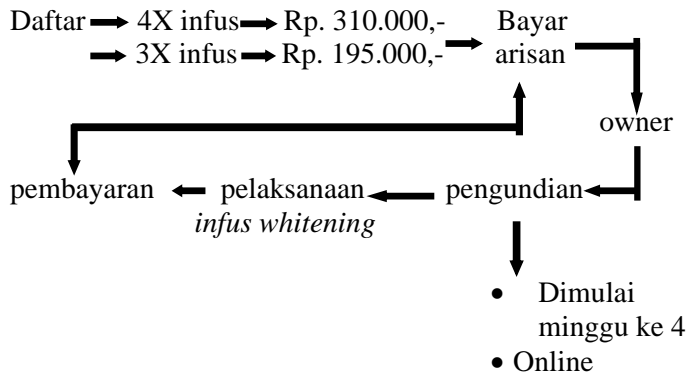 Daftar 4X infus Rp. 310.000,- Bayar
3X infus Rp. 195.000,- arisan
owner
pembayaran pelaksanaan pengundian
infus whitening
• Dimulai
minggu ke 4
• Online